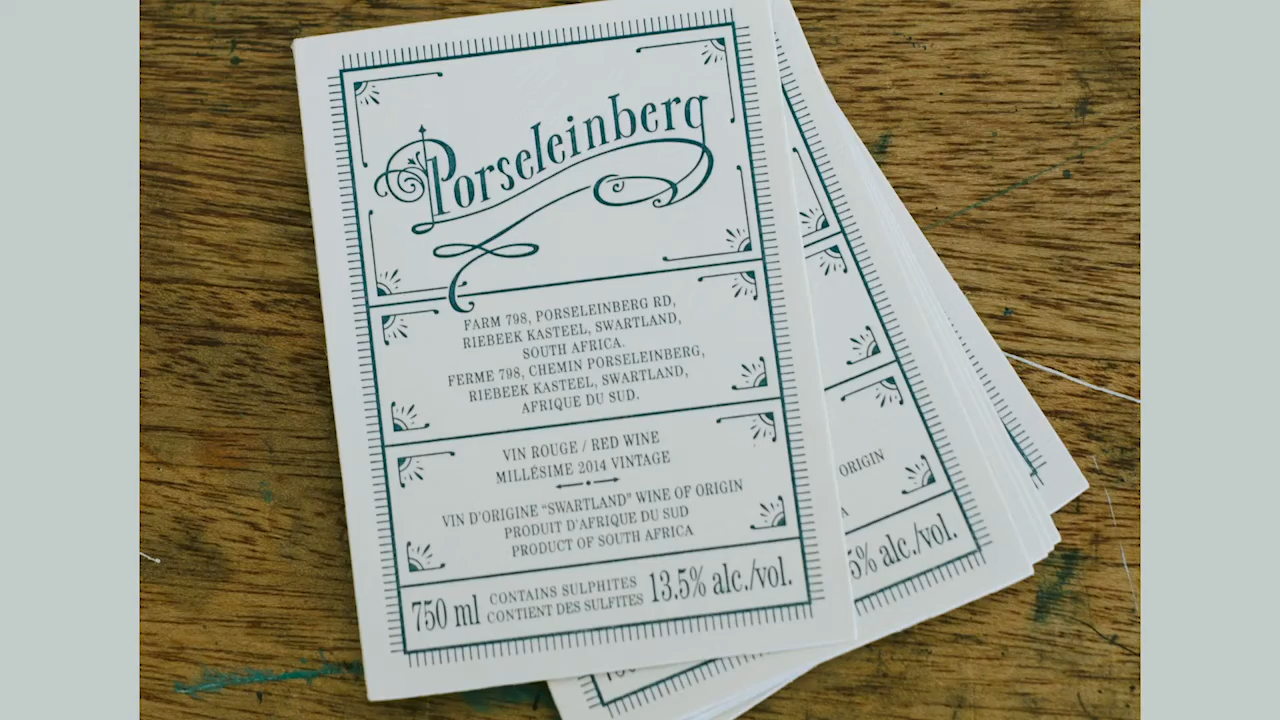 Porseleinberg
FARM 798, PORSELEINBERG RD,
RIEBEEK KASTEEL, SWARTLAND,
SOUTH AFRICA.
FERME 798, CHEMIN PORSELEINBERG,
RIEBEEK KASTEEL, SWARTLAND,
AFRIQUE DU SUD.
VIN ROUGE / RED WINE
MILLÉSIME 2014 VINTAGE
VIN D'ORIGINE "SWARTLAND" WINE OF ORIGIN
PRODUIT D'AFRIQUE DU SUD
PRODUCT OF SOUTH AFRICA
750 ml
CONTAINS SULPHITES
CONTIENT DES SULFITES
13.5% alc./vol.
ORIGIN
5% alc./vol.